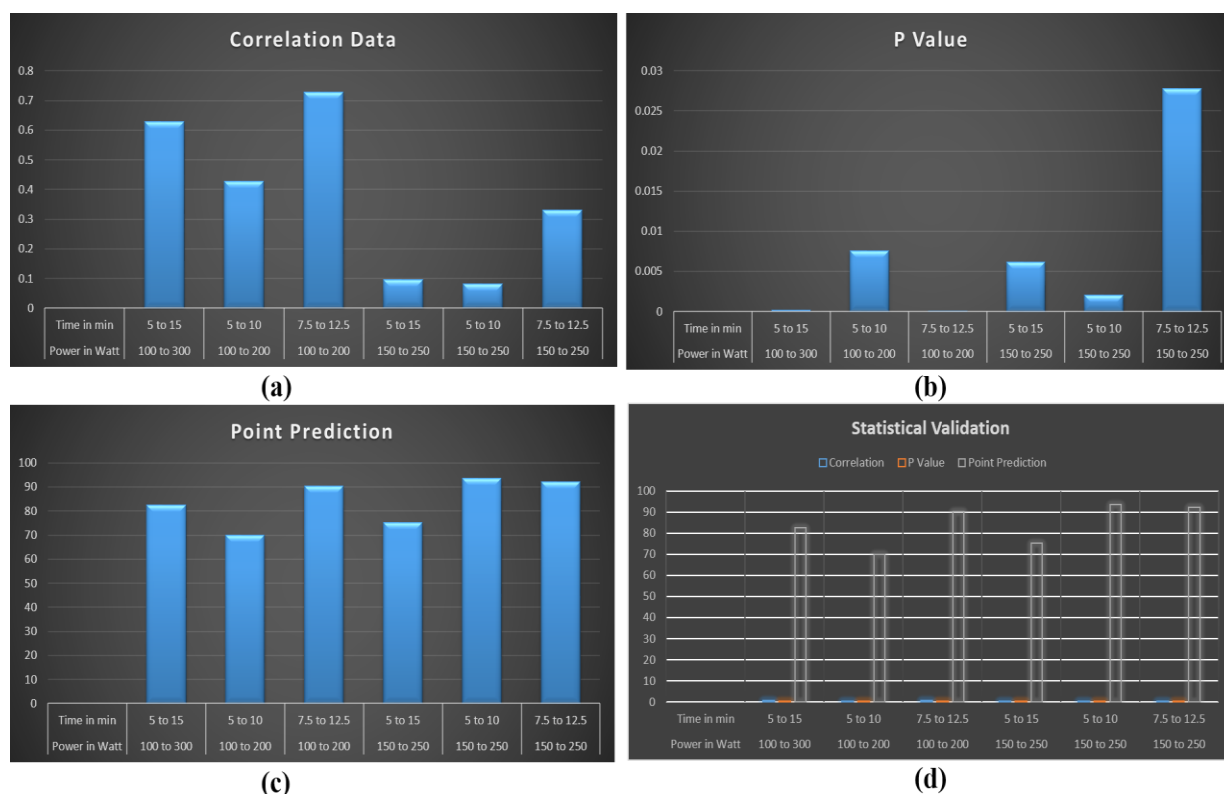 Correlation Data
0.8
0.7
0.6
0.5
0.4
0.3
0.2
0.1
0
Time in min 5 to 15 5 to 10 7.5 to 12.5 5 to 15 5 to 10 7.5 to 12.5
Power in Watt 100 to 300 100 to 200 100 to 200 150 to 250 150 to 250 150 to 250
(a)
P Value
0.03
0.025
0.02
0.015
0.01
0.005
0
Time in min 5 to 15 5 to 10 7.5 to 12.5 5 to 15 5 to 10 7.5 to 12.5
Power in Watt 100 to 300 100 to 200 100 to 200 150 to 250 150 to 250 150 to 250
(b)
Point Prediction
100
90
80
70
60
50
40
30
20
10
0
Time in min 5 to 15 5 to 10 7.5 to 12.5 5 to 15 5 to 10 7.5 to 12.5
Power in Watt 100 to 300 100 to 200 100 to 200 150 to 250 150 to 250 150 to 250
(c)
Statistical Validation
Correlation P Value Point Prediction
100
90
80
70
60
50
40
30
20
10
0
Time in min 5 to 15 5 to 10 7.5 to 12.5 5 to 15 5 to 10 7.5 to 12.5
Power in Watt 100 to 300 100 to 200 100 to 200 150 to 250 150 to 250 150 to 250
(d)